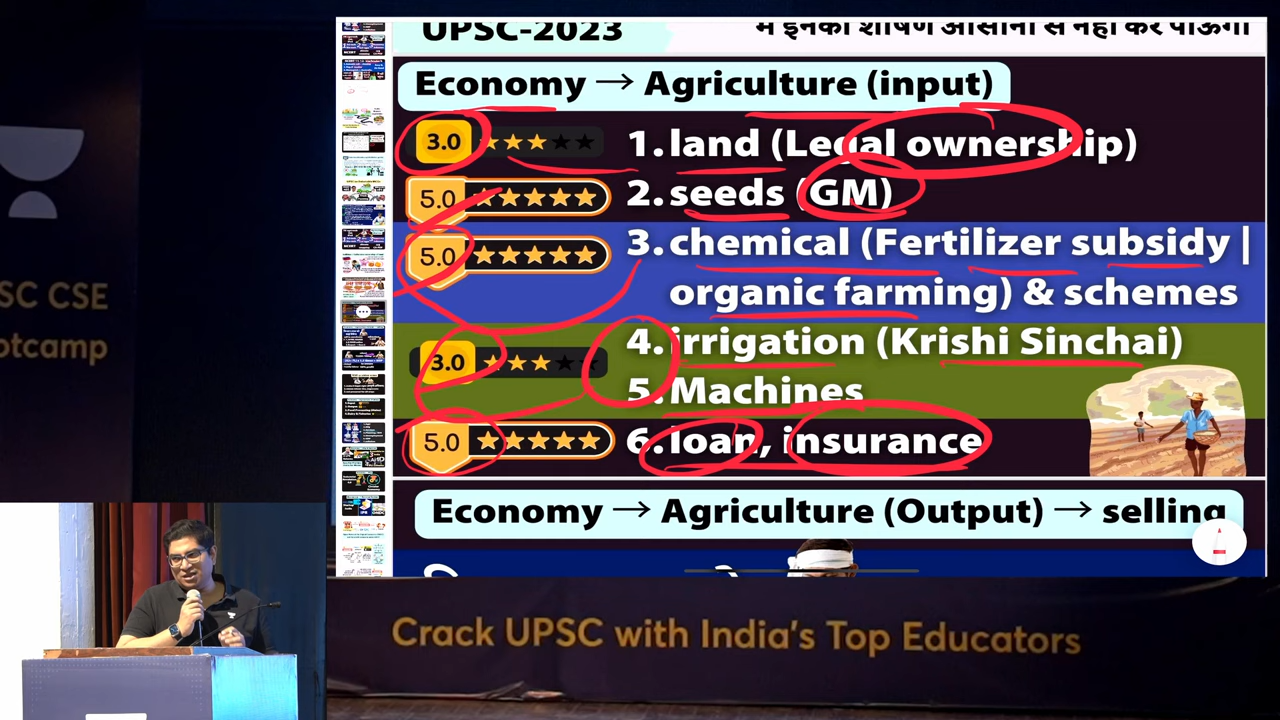 UPSC-2023
में इनका शोषण आसानी से नहीं कर पाऊंगा
Economy → Agriculture (input)
3.0 1. land (Legal ownership)
5.0 2. seeds (GM)
5.0 3. chemical (Fertilizer subsidy|
organic farming) & schemes
3.0 4. irrigation (Krishi Sinchai)
5. Machines
5.0 6. loan, insurance
Economy → Agriculture (Output) → selling
SC CSE
otcamp
Crack UPSC with India's Top Educators